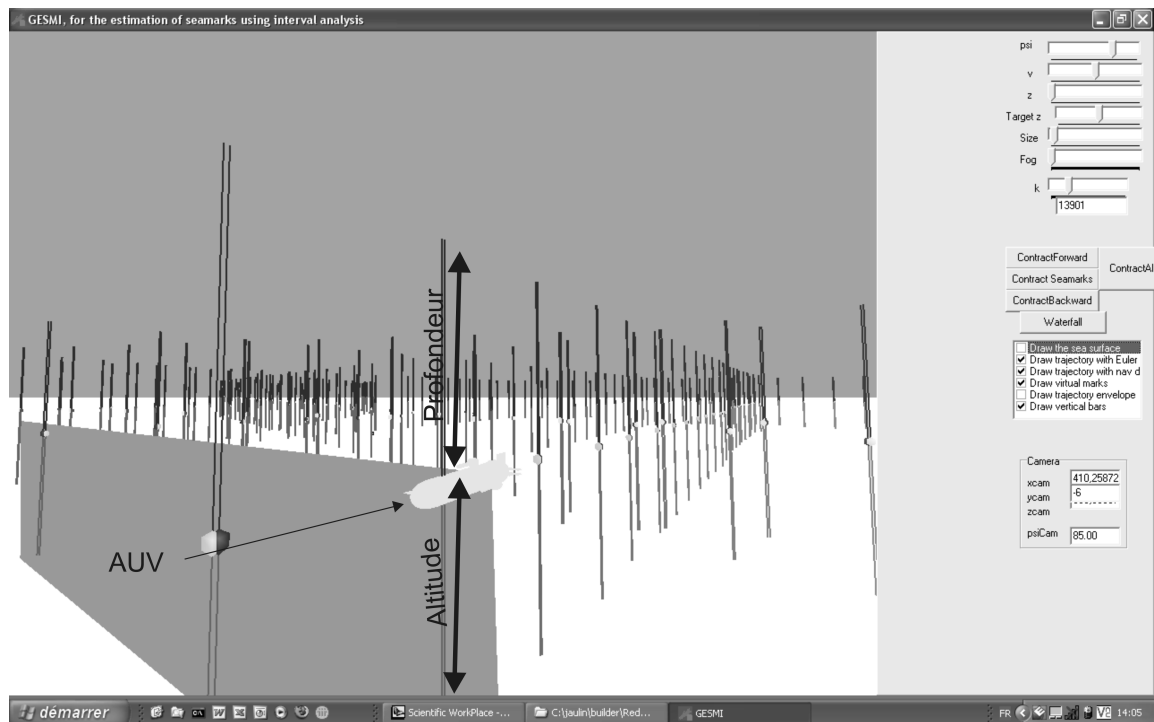 GESMI, for the estimation of seamarks using interval analysis
psi
v
z
Target z
Size
Fog
k
13901
ContractForward
ContractAl
Contract Seamarks
ContractBackward
Waterfall
Draw the sea surface
Draw trajectory with Euler
Draw trajectory with nav d
Draw virtual marks
Draw trajectory envelope
Draw vertical bars
Profondeur
Altitude
AUV
Camera
xcam
410,25872
ycam
-6
zcam
psiCam
85.00
démarrer
Scientific WorkPlace -...
C:\jaulin\builder\Red...
GESMI
FR
14:05